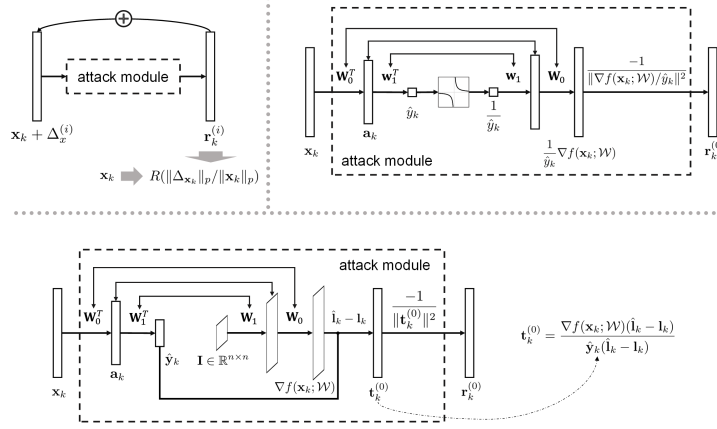 attack module
x_k + Δ_x^{(i)}
r_k^{(i)}
x_k
R(‖Δ_{x_k}‖_p/‖x_k‖_p)
W_0^T
w_1^T
w_1
W_0
-1
‖∇f(x_k; W)/ŷ_k‖^2
ŷ_k
1
ŷ_k
a_k
x_k
1
ŷ_k
∇f(x_k; W)
r_k^{(0)}
attack module
attack module
W_0^T
W_1^T
W_1
W_0
l̂_k − l_k
-1
‖t_k^{(0)}‖^2
ŷ_k
I ∈ ℝ^{n×n}
a_k
x_k
∇f(x_k; W)
t_k^{(0)}
r_k^{(0)}
t_k^{(0)} = ∇f(x_k; W)(l̂_k − l_k)
ŷ_k(l̂_k − l_k)